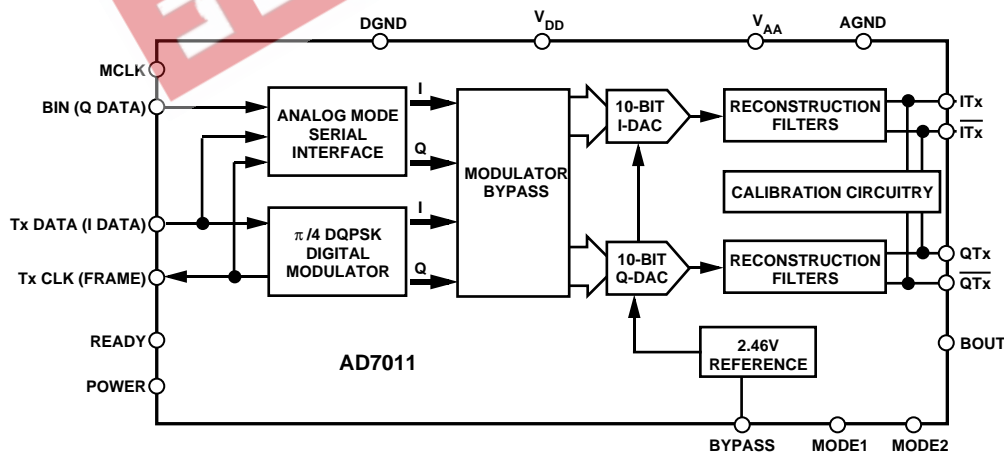 DGND
VDD
VAA
AGND
MCLK
BIN (Q DATA)
Tx DATA (I DATA)
Tx CLK (FRAME)
READY
POWER
ANALOG MODE
SERIAL
INTERFACE
π/4 DQPSK
DIGITAL
MODULATOR
I
Q
I
Q
MODULATOR
BYPASS
10-BIT
I-DAC
10-BIT
Q-DAC
RECONSTRUCTION
FILTERS
CALIBRATION CIRCUITRY
RECONSTRUCTION
FILTERS
2.46V
REFERENCE
AD7011
ITx
ITx
QTx
QTx
BOUT
BYPASS
MODE1
MODE2